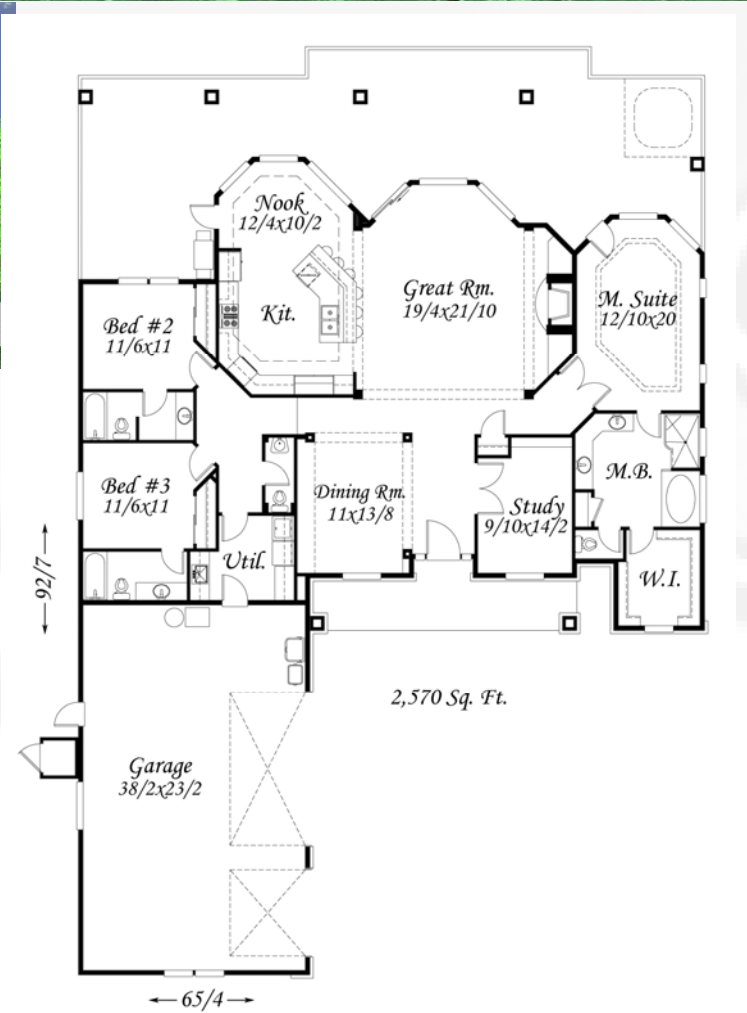 Nook
12/4x10/2
Great Rm.
19/4x21/10
M. Suite
12/10x20
Kit.
Bed #2
11/6x11
M.B.
Bed #3
11/6x11
Dining Rm.
11x13/8
Study
9/10x14/2
Util.
W.I.
92/7
2,570 Sq. Ft.
Garage
38/2x23/2
65/4